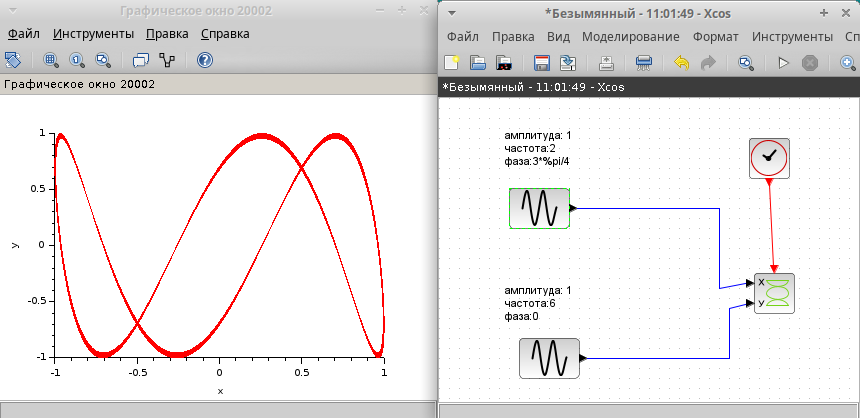 Графическое окно 20002
Файл Инструменты Правка Справка
Графическое окно 20002
1
0.5
0
-0.5
-1
y
-1 -0.5 0 0.5 1
x
*Безымянный - 11:01:49 - Xcos
Файл Правка Вид Моделирование Формат Инструменты Сп
*Безымянный - 11:01:49 - Xcos
амплитуда: 1
частота:2
фаза:3*%pi/4
X
y
амплитуда: 1
частота:6
фаза:0